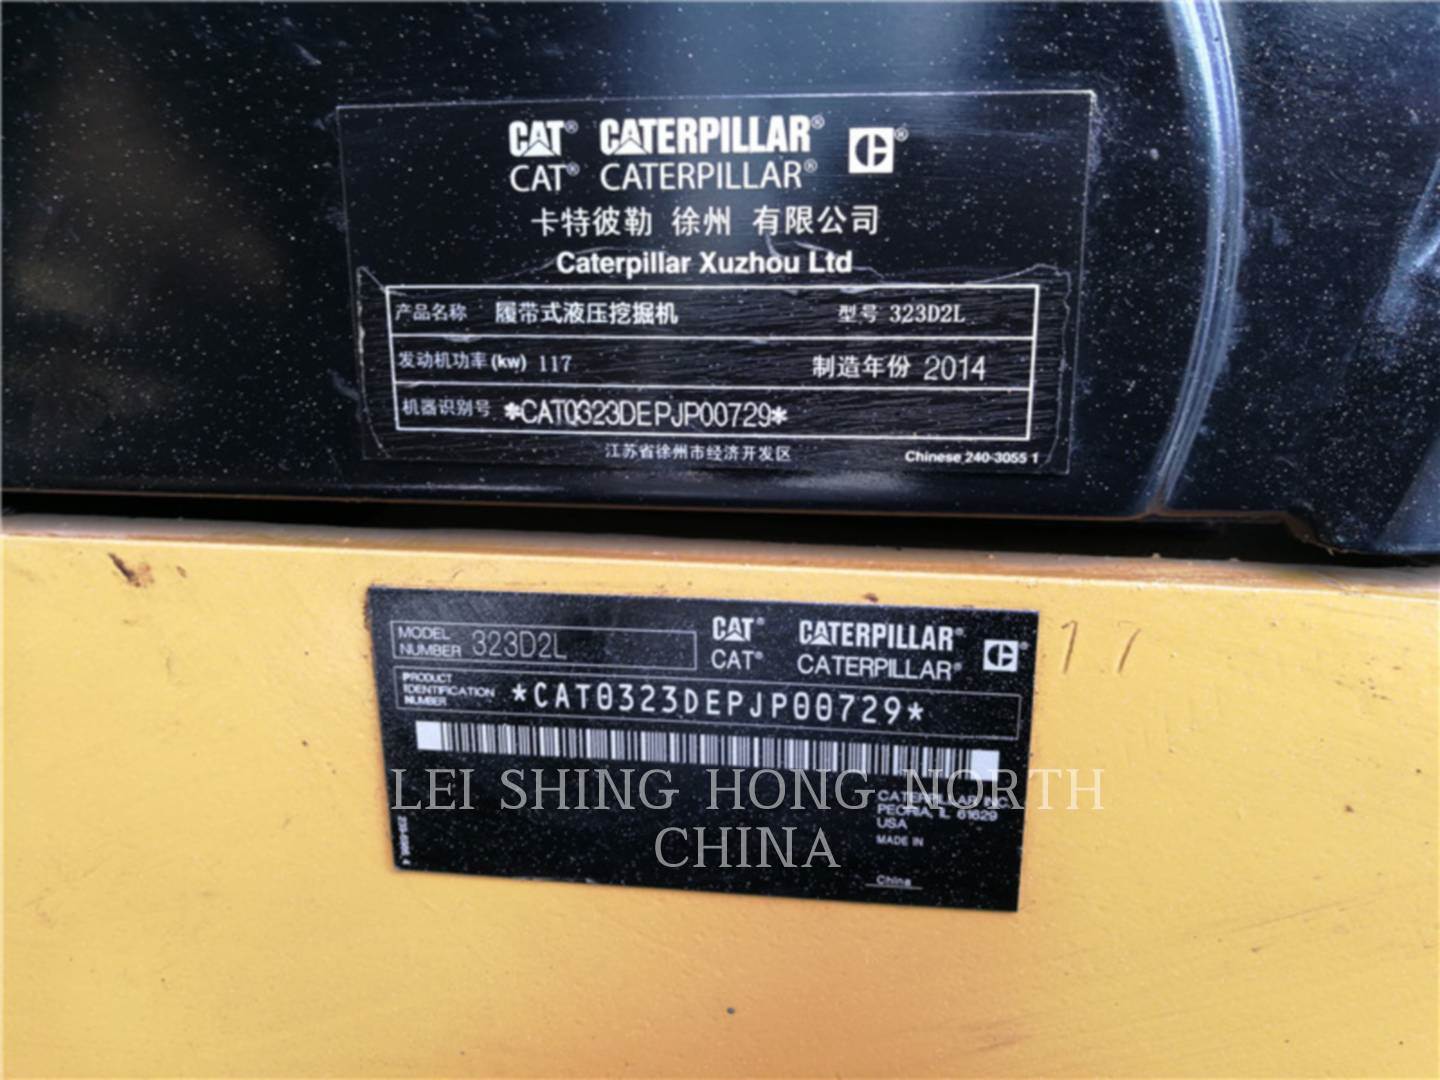 CAT® CATERPILLAR® ®
CAT® CATERPILLAR®
卡特彼勒 徐州 有限公司
Caterpillar Xuzhou Ltd
产品名称 履带式液压挖掘机 型号 323D2L
发动机功率(kw) 117 制造年份 2014
机器识别号 *CAT0323DEPJP00729*
江苏省徐州市经济开发区 Chinese 240-3055 1
MODEL NUMBER 323D2L CAT® CATERPILLAR® ®
CAT® CATERPILLAR®
PRODUCT IDENTIFICATION NUMBER *CAT0323DEPJP00729*
17
LEI SHING HONG NORTH
CHINA
CATERPILLAR INC.
PEORIA, IL 61629
USA
MADE IN
China